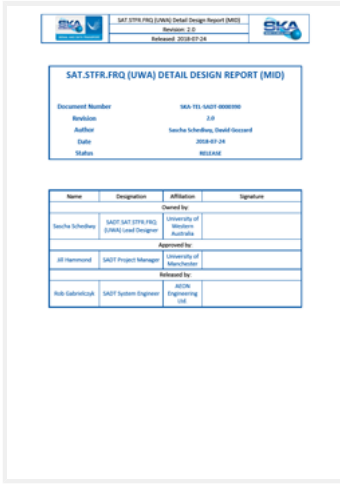 SKA
SAT.STFR.FRQ (UWA) Detail Design Report (MID)
Revision: 2.0
Released: 2018-07-24
SKA
SAT.STFR.FRQ (UWA) DETAIL DESIGN REPORT (MID)
Document Number SKA-TEL-SADT-0000390
Revision 2.0
Author Sascha Schediwy, David Gozzard
Date 2018-07-24
Status RELEASE
Name Designation Affiliation Signature
Owned by:
Sascha Schediwy SADT.SAT.STFR.FRQ (UWA) Lead Designer University of Western Australia
Approved by:
Jill Hammond SADT Project Manager University of Manchester
Released by:
Rob Gabrielczyk SADT System Engineer AEON Engineering Ltd.